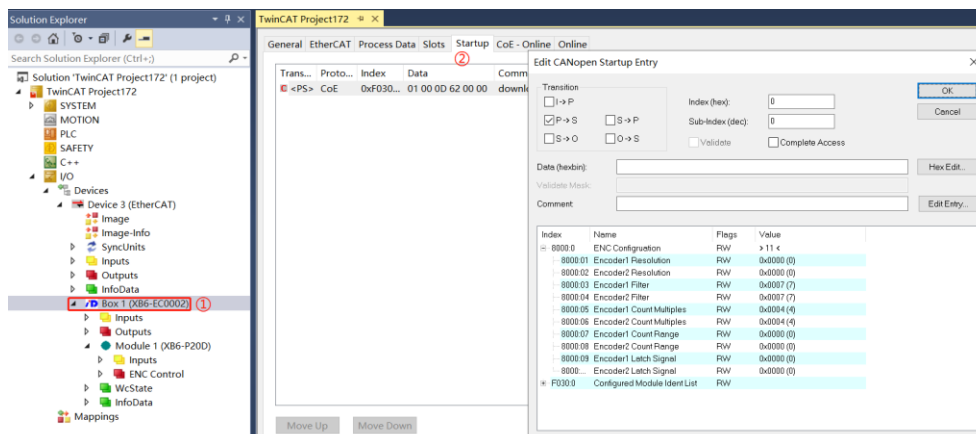 Solution Explorer
Search Solution Explorer (Ctrl+;)
Solution 'TwinCAT Project172' (1 project)
TwinCAT Project172
SYSTEM
MOTION
PLC
SAFETY
C++
I/O
Devices
Device 3 (EtherCAT)
Image
Image-Info
SyncUnits
Inputs
Outputs
InfoData
Box 1 (XB6-EC0002) ①
Inputs
Outputs
Module 1 (XB6-P20D)
Inputs
ENC Control
WcState
InfoData
Mappings
TwinCAT Project172
General EtherCAT Process Data Slots Startup CoE - Online Online
②
Trans... Proto... Index Data Comm
<PS> CoE 0xF030... 01 00 0D 62 00 00 downl
Move Up Move Down
Edit CANopen Startup Entry
Transition
I -> P
P -> S S -> P
S -> O O -> S
Index (hex): 0
Sub-Index (dec): 0
Validate Complete Access
OK
Cancel
Data (hexbin): Hex Edit...
Validate Mask:
Comment: Edit Entry...
Index Name Flags Value
8000:0 ENC Configruation RW > 11 <
8000:01 Encoder1 Resolution RW 0x0000 (0)
8000:02 Encoder2 Resolution RW 0x0000 (0)
8000:03 Encoder1 Filter RW 0x0007 (7)
8000:04 Encoder2 Filter RW 0x0007 (7)
8000:05 Encoder1 Count Multiples RW 0x0004 (4)
8000:06 Encoder2 Count Multiples RW 0x0004 (4)
8000:07 Encoder1 Count Range RW 0x0000 (0)
8000:08 Encoder2 Count Range RW 0x0000 (0)
8000:09 Encoder1 Latch Signal RW 0x0000 (0)
8000:... Encoder2 Latch Signal RW 0x0000 (0)
F030:0 Configured Module Ident List RW